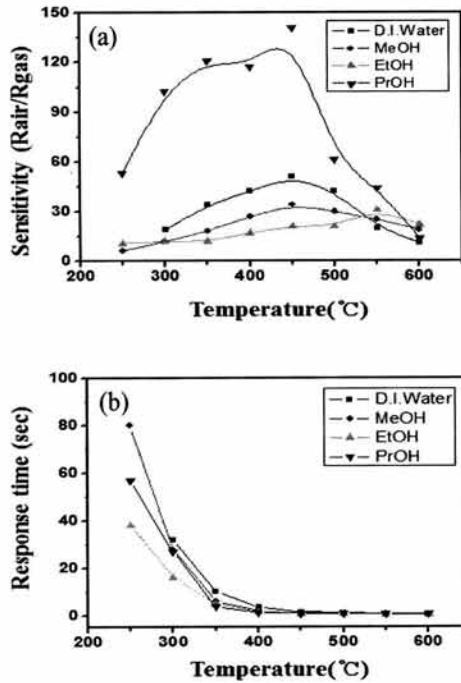 150
120
90
60
30
0
Sensitivity (Rair/Rgas)
(a)
D.I.Water
MeOH
EtOH
PrOH
200 300 400 500 600
Temperature(℃)
100
80
60
40
20
0
Response time (sec)
(b)
D.I.Water
MeOH
EtOH
PrOH
200 300 400 500 600
Temperature(℃)